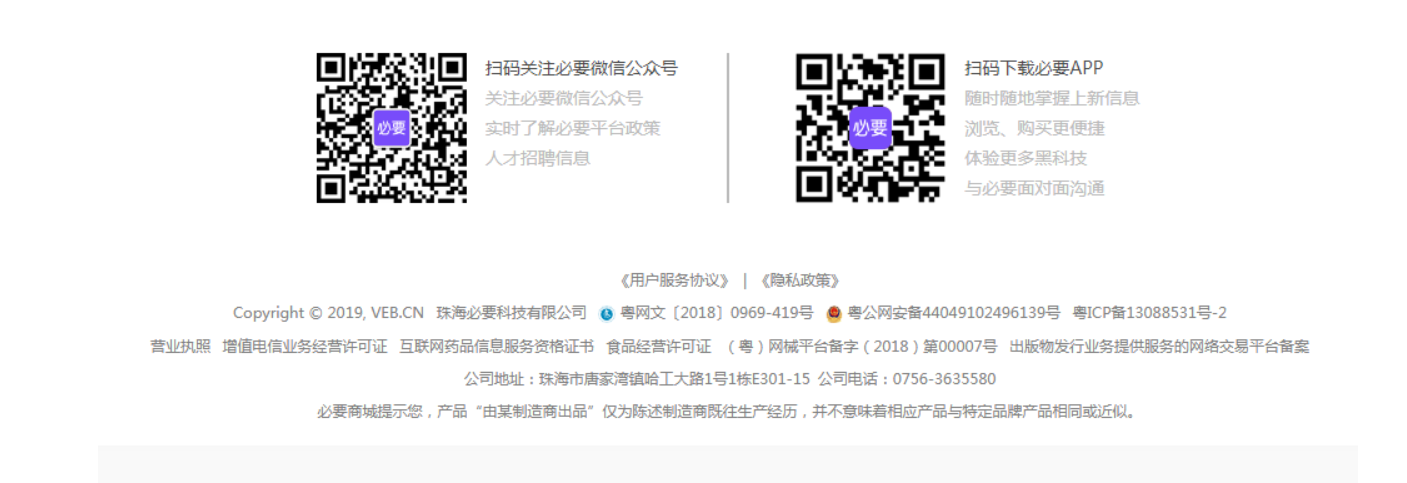 扫码关注必要微信公众号
关注必要微信公众号
实时了解必要平台政策
人才招聘信息
必要
扫码下载必要APP
随时随地掌握上新信息
浏览、购买更便捷
体验更多黑科技
与必要面对面沟通
必要
《用户服务协议》 | 《隐私政策》
Copyright © 2019, VEB.CN 珠海必要科技有限公司 粤网文〔2018〕0969-419号 粤公网安备44049102496139号 粤ICP备13088531号-2
营业执照 增值电信业务经营许可证 互联网药品信息服务资格证书 食品经营许可证 （粤）网械平台备字（2018）第00007号 出版物发行业务提供服务的网络交易平台备案
公司地址：珠海市唐家湾镇哈工大路1号1栋E301-15 公司电话：0756-3635580
必要商城提示您，产品“由某制造商出品”仅为陈述制造商既往生产经历，并不意味着相应产品与特定品牌产品相同或近似。